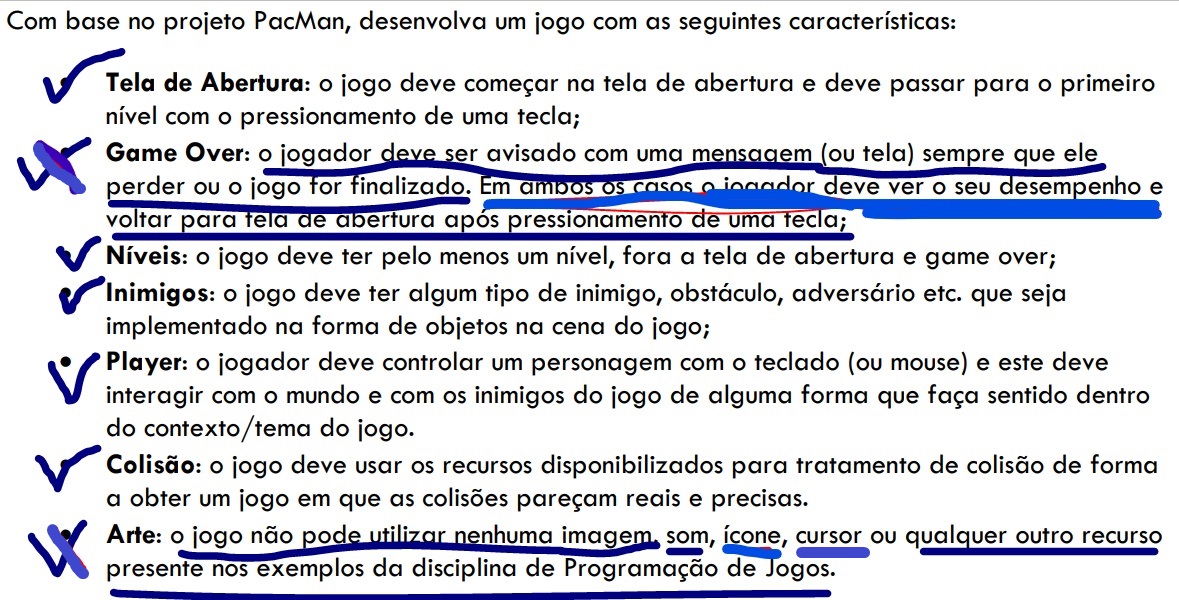 Com base no projeto PacMan, desenvolva um jogo com as seguintes características:
• Tela de Abertura: o jogo deve começar na tela de abertura e deve passar para o primeiro
nível com o pressionamento de uma tecla;
• Game Over: o jogador deve ser avisado com uma mensagem (ou tela) sempre que ele
perder ou o jogo for finalizado. Em ambos os casos o jogador deve ver o seu desempenho e
voltar para tela de abertura após pressionamento de uma tecla;
• Níveis: o jogo deve ter pelo menos um nível, fora a tela de abertura e game over;
• Inimigos: o jogo deve ter algum tipo de inimigo, obstáculo, adversário etc. que seja
implementado na forma de objetos na cena do jogo;
• Player: o jogador deve controlar um personagem com o teclado (ou mouse) e este deve
interagir com o mundo e com os inimigos do jogo de alguma forma que faça sentido dentro
do contexto/tema do jogo.
• Colisão: o jogo deve usar os recursos disponibilizados para tratamento de colisão de forma
a obter um jogo em que as colisões pareçam reais e precisas.
• Arte: o jogo não pode utilizar nenhuma imagem, som, ícone, cursor ou qualquer outro recurso
presente nos exemplos da disciplina de Programação de Jogos.